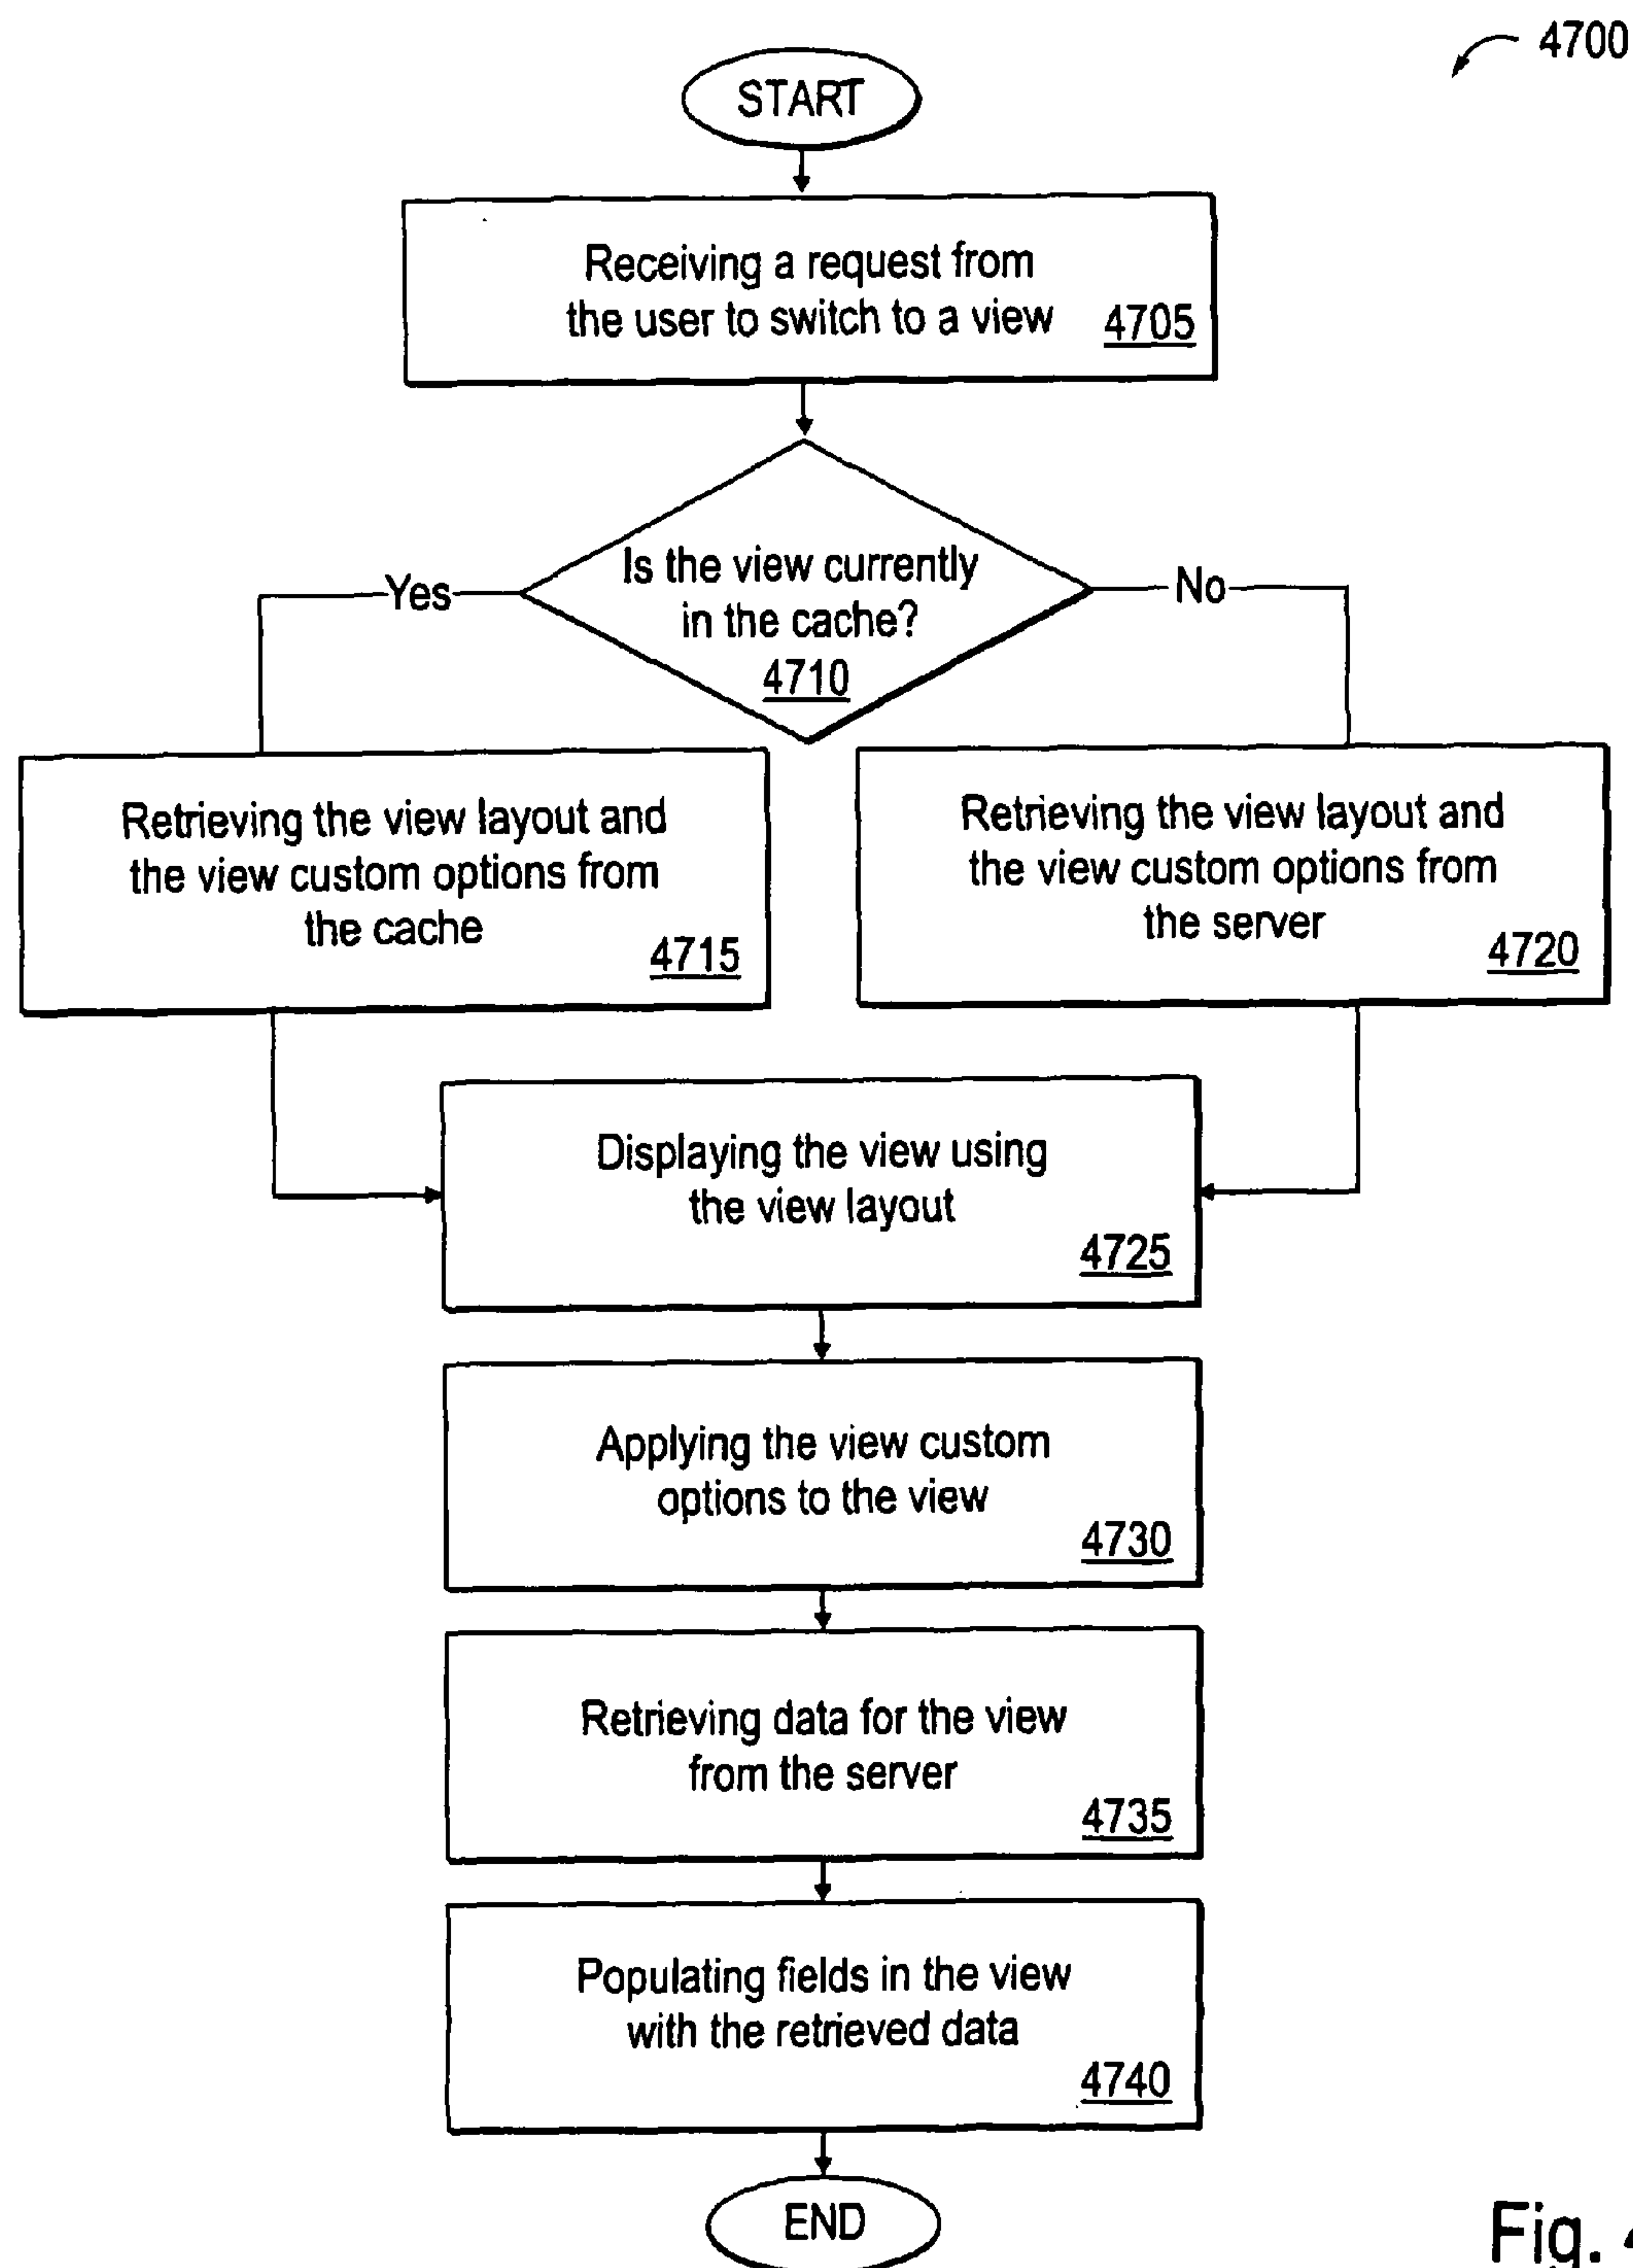 4700
START
Receiving a request from
the user to switch to a view 4705
Is the view currently
in the cache?
4710
Yes
No
Retrieving the view layout and
the view custom options from
the cache
4715
Retrieving the view layout and
the view custom options from
the server
4720
Displaying the view using
the view layout
4725
Applying the view custom
options to the view
4730
Retrieving data for the view
from the server
4735
Populating fields in the view
with the retrieved data
4740
END
Fig.